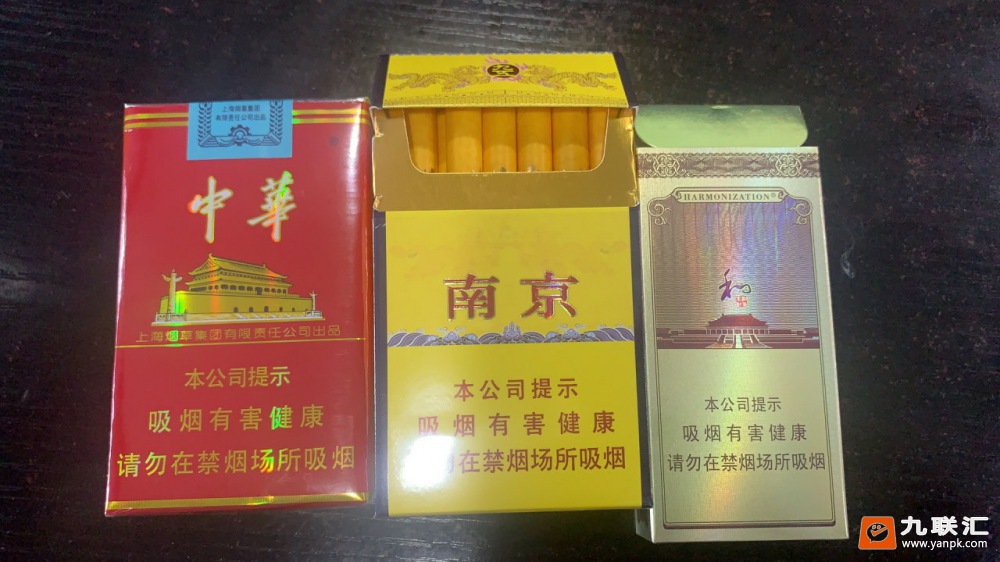 上海烟草集团
有限责任公司出品
中華
上海烟草集团有限责任公司出品
本公司提示
吸烟有害健康
请勿在禁烟场所吸烟
南京
本公司提示
吸烟有害健康
请勿在禁烟场所吸烟
HARMONIZATION®
和
本公司提示
吸烟有害健康
请勿在禁烟场所吸烟
九联汇
www.yanpk.com